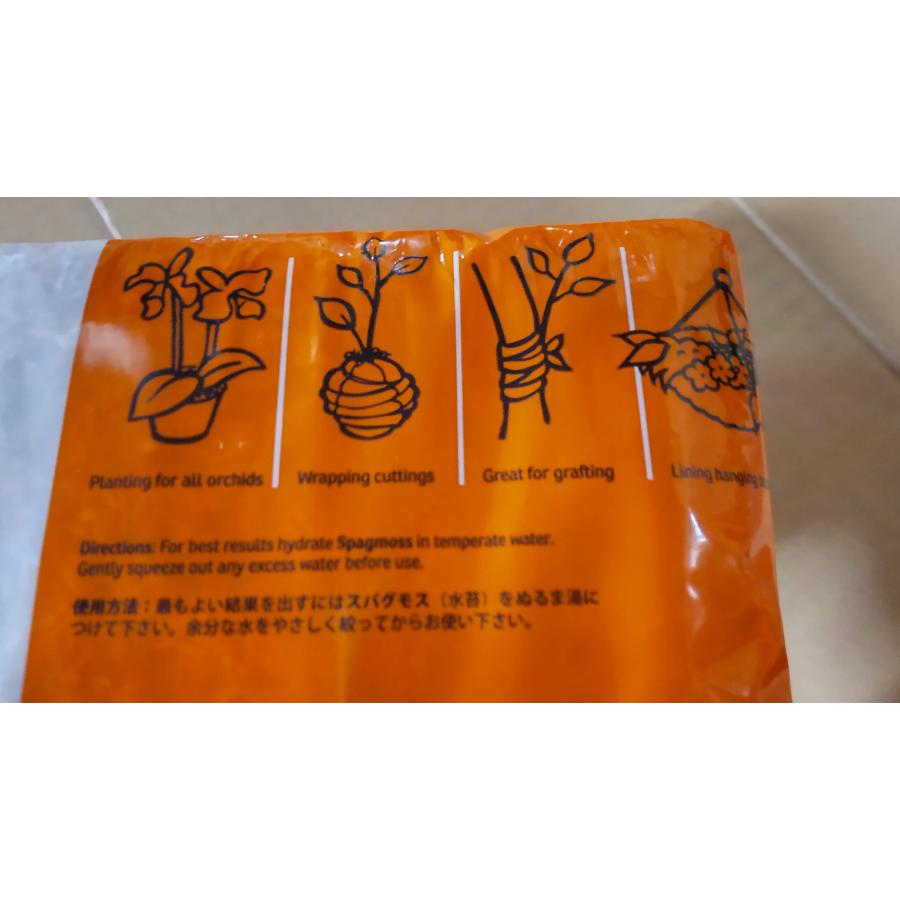 Planting for all orchids
Wrapping cuttings
Great for grafting
Lining hanging
Directions: For best results hydrate Spagmoss in temperate water.
Gently squeeze out any excess water before use.
使用方法：最もよい結果を出すにはスパグモス（水苔）をぬるま湯に
つけて下さい。余分な水をやさしく絞ってからお使い下さい。